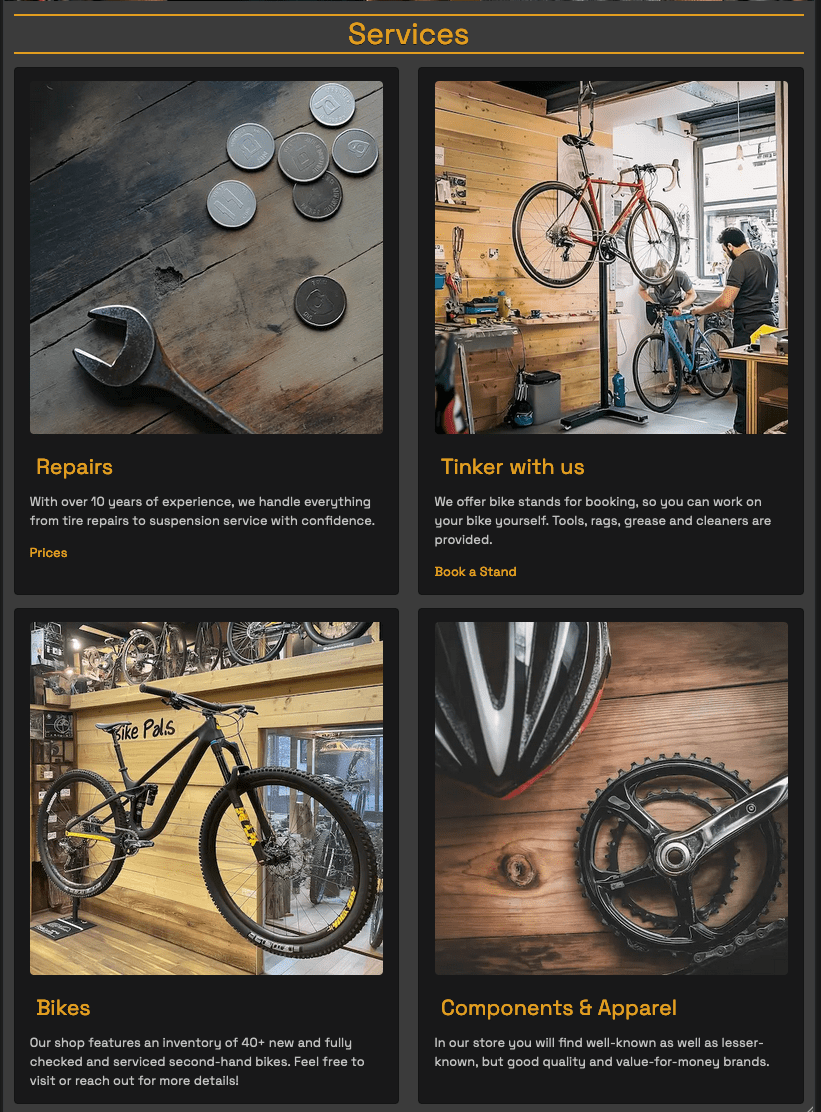 Services
Repairs
With over 10 years of experience, we handle everything
from tire repairs to suspension service with confidence.
Prices
Tinker with us
We offer bike stands for booking, so you can work on
your bike yourself. Tools, rags, grease and cleaners are
provided.
Book a Stand
Bike Pals
Bikes
Our shop features an inventory of 40+ new and fully
checked and serviced second-hand bikes. Feel free to
visit or reach out for more details!
Components & Apparel
In our store you will find well-known as well as lesser-
known, but good quality and value-for-money brands.